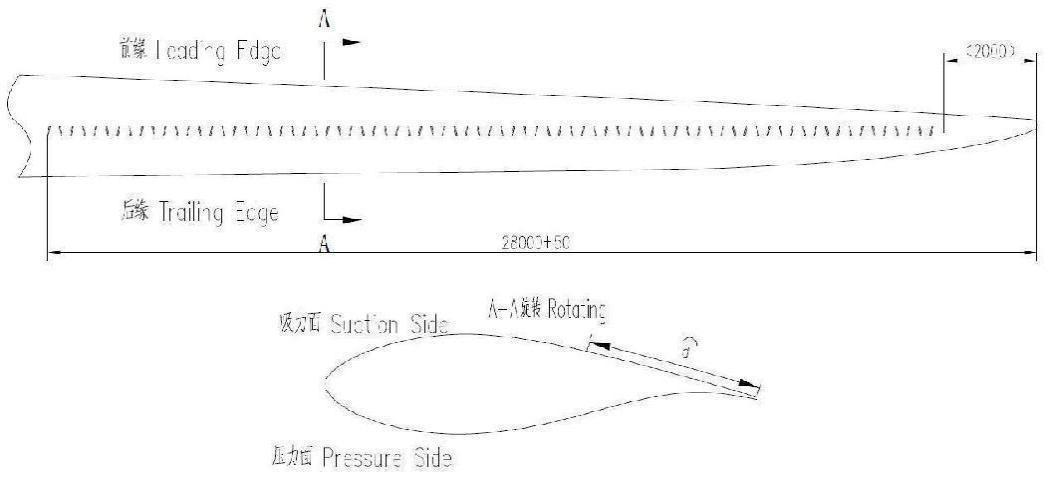 A
前缘 Leading Edge
(2000)
后缘 Trailing Edge
A
28000±50
A-A旋转 Rotating
吸力面 Suction Side
压力面 Pressure Side